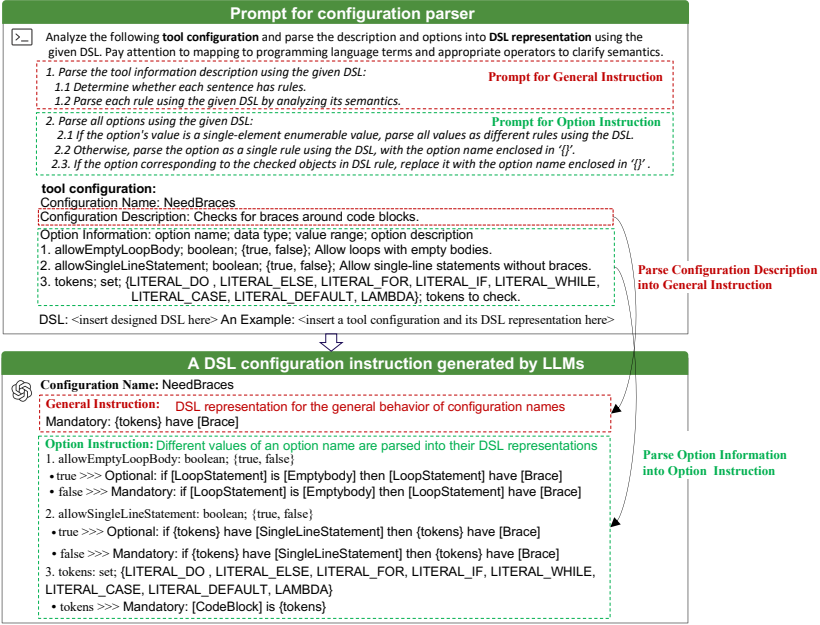 Prompt for configuration parser
>_
Analyze the following tool configuration and parse the description and options into DSL representation using the
given DSL. Pay attention to mapping to programming language terms and appropriate operators to clarify semantics.
1. Parse the tool information description using the given DSL:
Prompt for General Instruction
1.1 Determine whether each sentence has rules.
1.2 Parse each rule using the given DSL by analyzing its semantics.
2. Parse all options using the given DSL:
Prompt for Option Instruction
2.1 If the option's value is a single-element enumerable value, parse all values as different rules using the DSL.
2.2 Otherwise, parse the option as a single rule using the DSL, with the option name enclosed in '{}'.
2.3. If the option corresponding to the checked objects in DSL rule, replace it with the option name enclosed in '{}' .
tool configuration:
Configuration Name: NeedBraces
Configuration Description: Checks for braces around code blocks.
Option Information: option name; data type; value range; option description
1. allowEmptyLoopBody; boolean; {true, false}; Allow loops with empty bodies.
2. allowSingleLineStatement; boolean; {true, false}; Allow single-line statements without braces.
3. tokens; set; {LITERAL_DO , LITERAL_ELSE, LITERAL_FOR, LITERAL_IF, LITERAL_WHILE,
LITERAL_CASE, LITERAL_DEFAULT, LAMBDA}; tokens to check.
DSL: <insert designed DSL here> An Example: <insert a tool configuration and its DSL representation here>
Parse Configuration Description
into General Instruction
A DSL configuration instruction generated by LLMs
Configuration Name: NeedBraces
General Instruction: DSL representation for the general behavior of configuration names
Mandatory: {tokens} have [Brace]
Option Instruction: Different values of an option name are parsed into their DSL representations
1. allowEmptyLoopBody: boolean; {true, false}
• true >>> Optional: if [LoopStatement] is [Emptybody] then [LoopStatement] have [Brace]
• false >>> Mandatory: if [LoopStatement] is [Emptybody] then [LoopStatement] have [Brace]
2. allowSingleLineStatement: boolean; {true, false}
• true >>> Optional: if {tokens} have [SingleLineStatement] then {tokens} have [Brace]
• false >>> Mandatory: if {tokens} have [SingleLineStatement] then {tokens} have [Brace]
3. tokens: set; {LITERAL_DO , LITERAL_ELSE, LITERAL_FOR, LITERAL_IF, LITERAL_WHILE,
LITERAL_CASE, LITERAL_DEFAULT, LAMBDA}
• tokens >>> Mandatory: [CodeBlock] is {tokens}
Parse Option Information
into Option Instruction